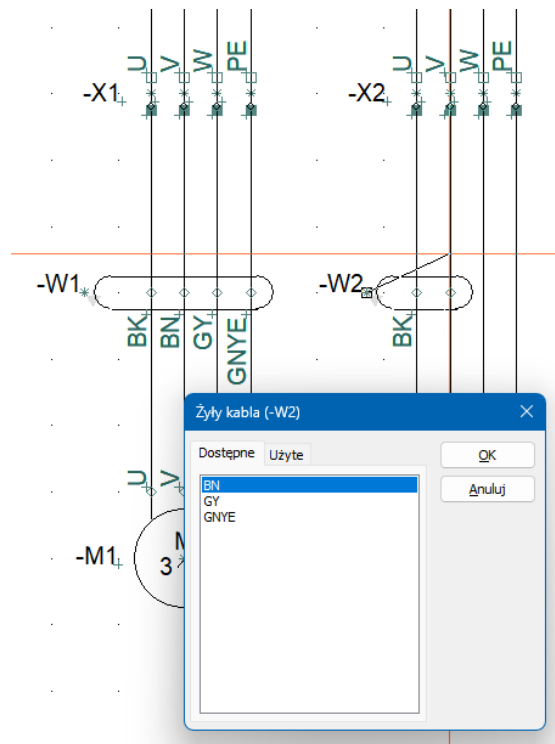 U V W PE U V W PE
-X1 -X2
-W1 -W2
BK BN GY GNYE BK
Żyły kabla (-W2)
Dostępne Użyte OK
BN Anuluj
GY
GNYE
U V
-M1 3